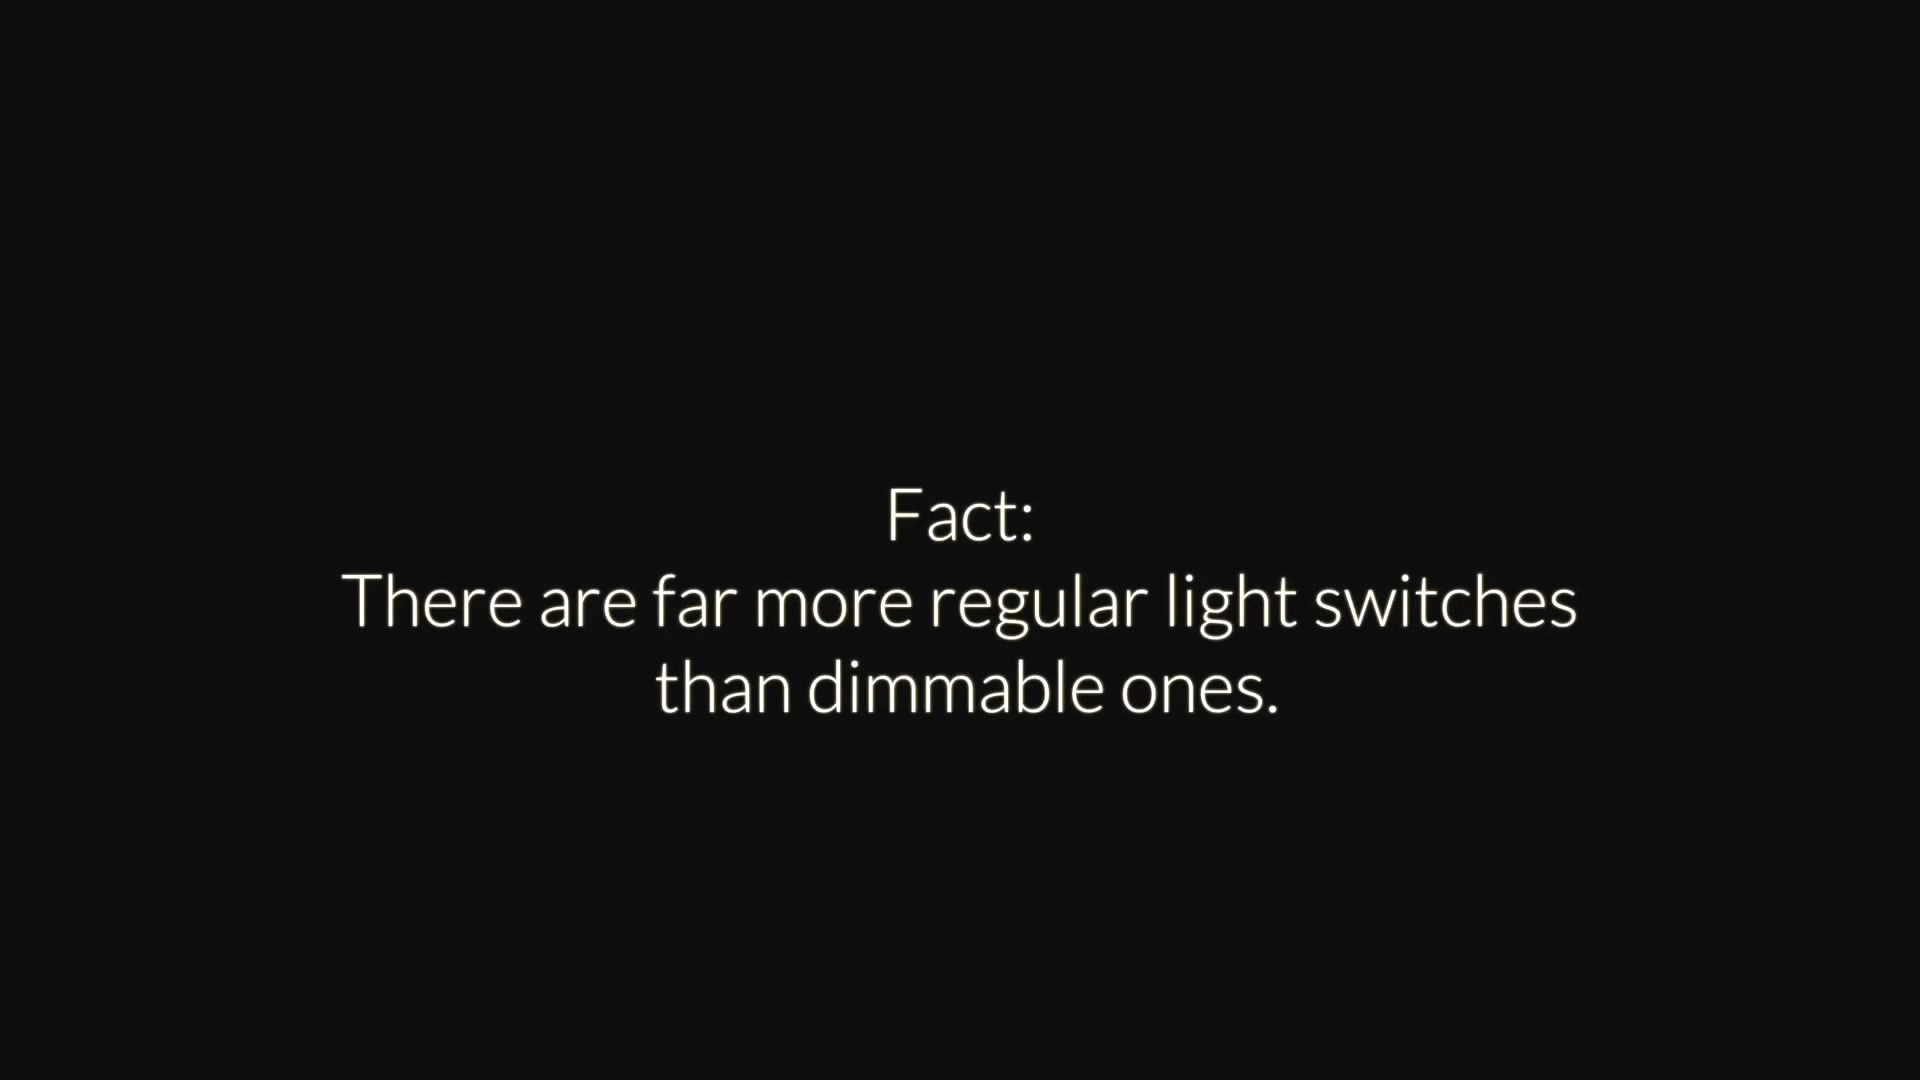 Fact:
There are far more regular light switches
than dimmable ones.